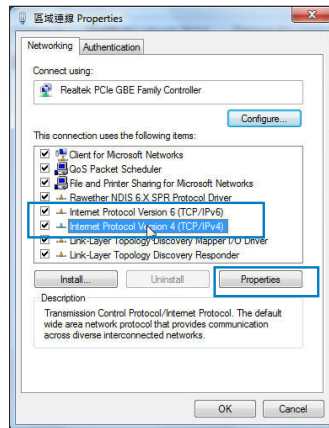 區域連線 Properties
Networking Authentication
Connect using:
Realtek PCIe GBE Family Controller
Configure...
This connection uses the following items:
Client for Microsoft Networks
QoS Packet Scheduler
File and Printer Sharing for Microsoft Networks
Rawether NDIS 6.X SPR Protocol Driver
Internet Protocol Version 6 (TCP/IPv6)
Internet Protocol Version 4 (TCP/IPv4)
Link-Layer Topology Discovery Mapper I/O Driver
Link-Layer Topology Discovery Responder
Install... Uninstall Properties
Description
Transmission Control Protocol/Internet Protocol. The default
wide area network protocol that provides communication
across diverse interconnected networks.
OK Cancel